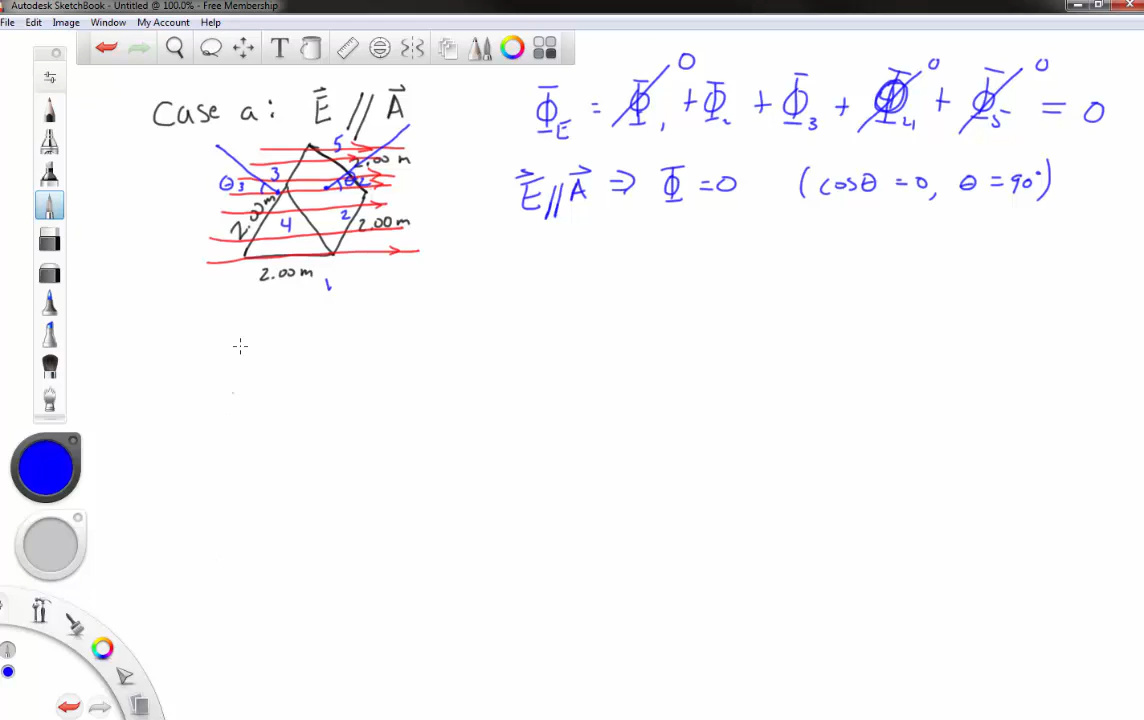 Autodesk SketchBook - Untitled @ 100.0% - Free Membership
File Edit Image Window My Account Help
Case a: E⃗ // A⃗
Φ_E = Φ_1 + Φ_2 + Φ_3 + Φ_4 + Φ_5 = 0
0 0 0
E⃗ // A⃗ ⇒ Φ = 0 (cosθ = 0, θ = 90°)
5
2.00 m
θ_3 3 θ_2
2.00 m
4 2 2.00 m
2.00 m 1
T